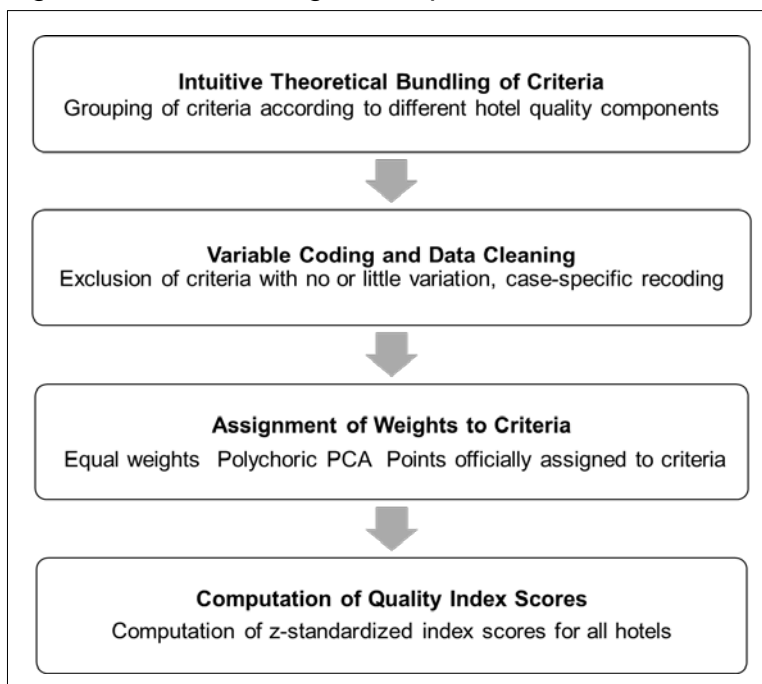 Intuitive Theoretical Bundling of Criteria
Grouping of criteria according to different hotel quality components
Variable Coding and Data Cleaning
Exclusion of criteria with no or little variation, case-specific recoding
Assignment of Weights to Criteria
Equal weights Polychoric PCA Points officially assigned to criteria
Computation of Quality Index Scores
Computation of z-standardized index scores for all hotels